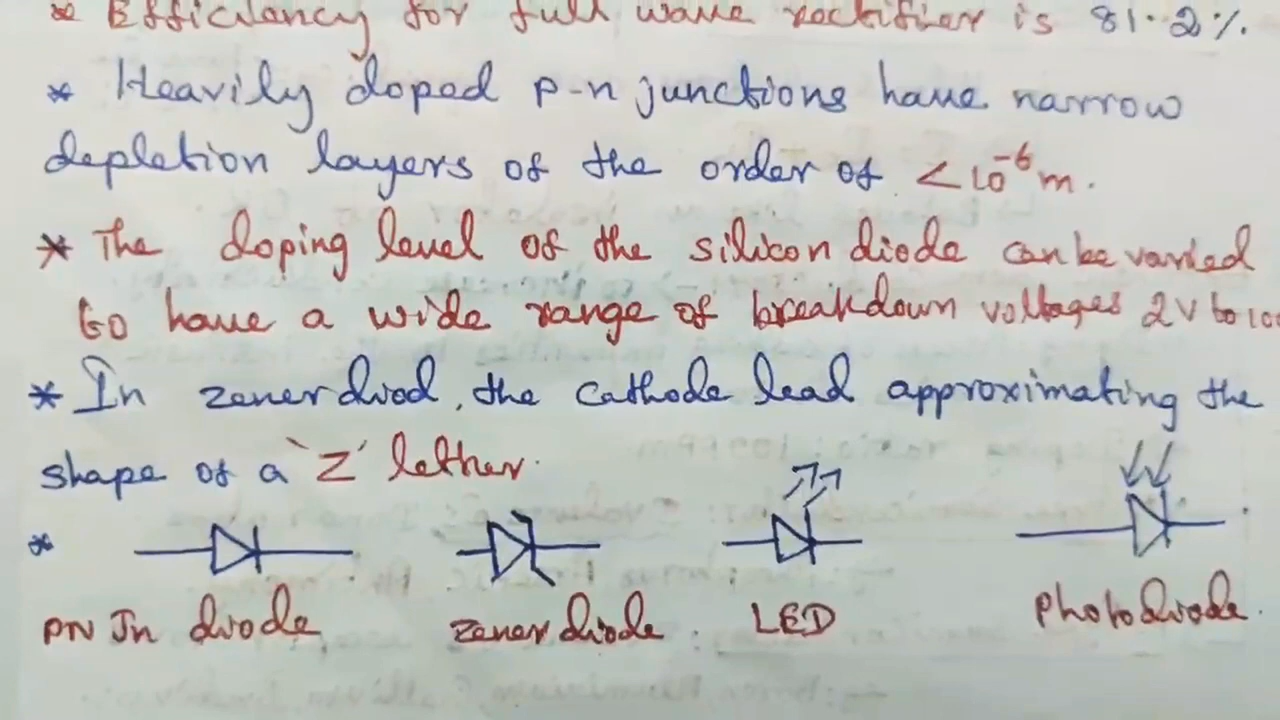 * Efficiency for full wave rectifier is 81.2%.
* Heavily doped p-n junctions have narrow
depletion layers of the order of <10⁻⁶m.
* The doping level of the silicon diode can be varied
to have a wide range of breakdown voltages 2V to
* In zener diod, the cathode lead approximating the
shape of a 'Z' lether.
*
PN Jn diode zener diode LED Photodiode.